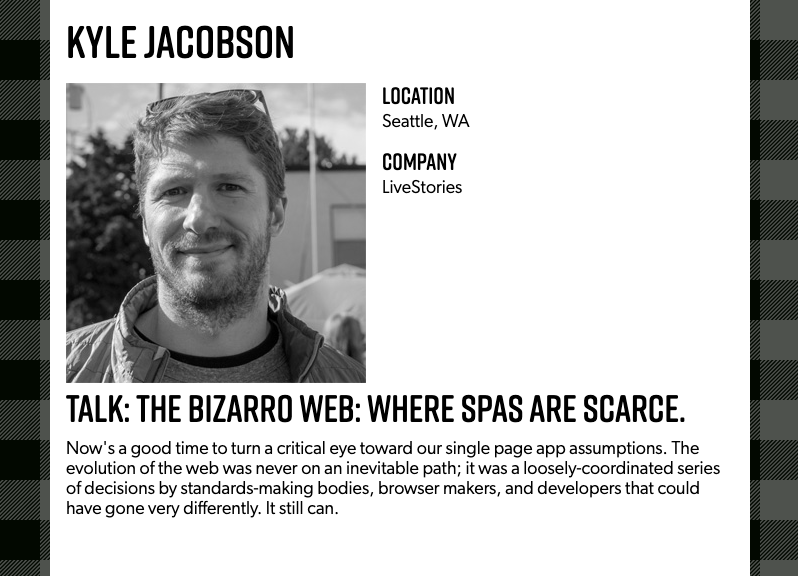 KYLE JACOBSON
LOCATION
Seattle, WA
COMPANY
LiveStories
TALK: THE BIZARRO WEB: WHERE SPAS ARE SCARCE.
Now's a good time to turn a critical eye toward our single page app assumptions. The
evolution of the web was never on an inevitable path; it was a loosely-coordinated series
of decisions by standards-making bodies, browser makers, and developers that could
have gone very differently. It still can.